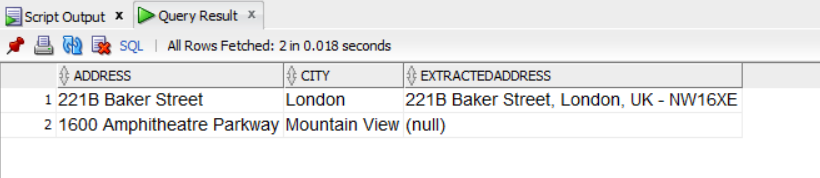 Script Output x Query Result x
SQL | All Rows Fetched: 2 in 0.018 seconds
ADDRESS CITY EXTRACTEDADDRESS
1 221B Baker Street London 221B Baker Street, London, UK - NW16XE
2 1600 Amphitheatre Parkway Mountain View (null)